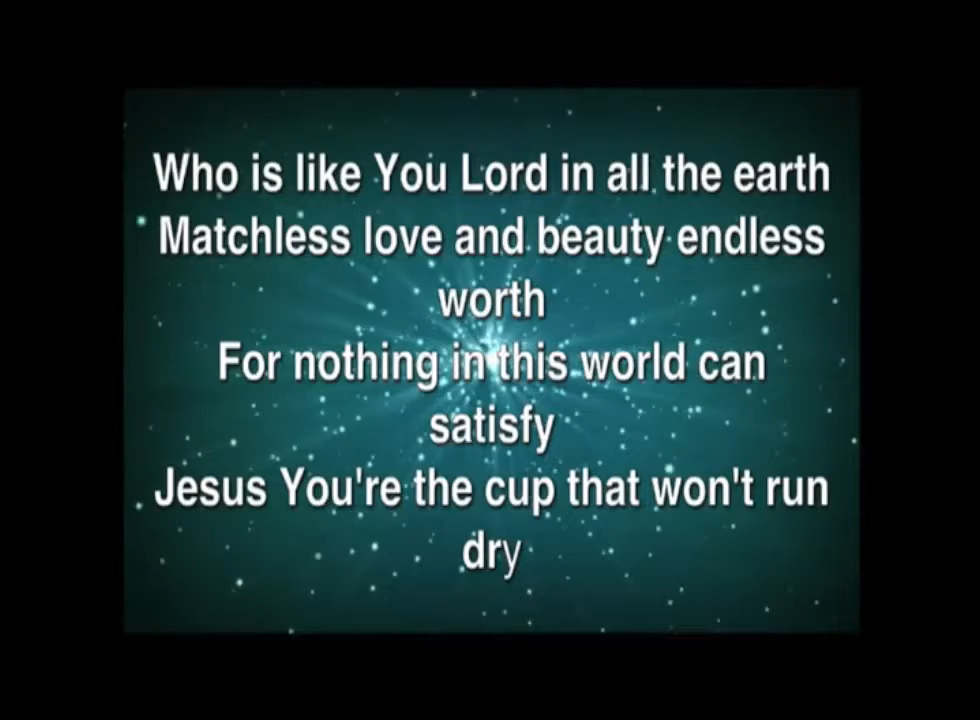 Who is like You Lord in all the earth
Matchless love and beauty endless
worth
For nothing in this world can
satisfy
Jesus You're the cup that won't run
dry